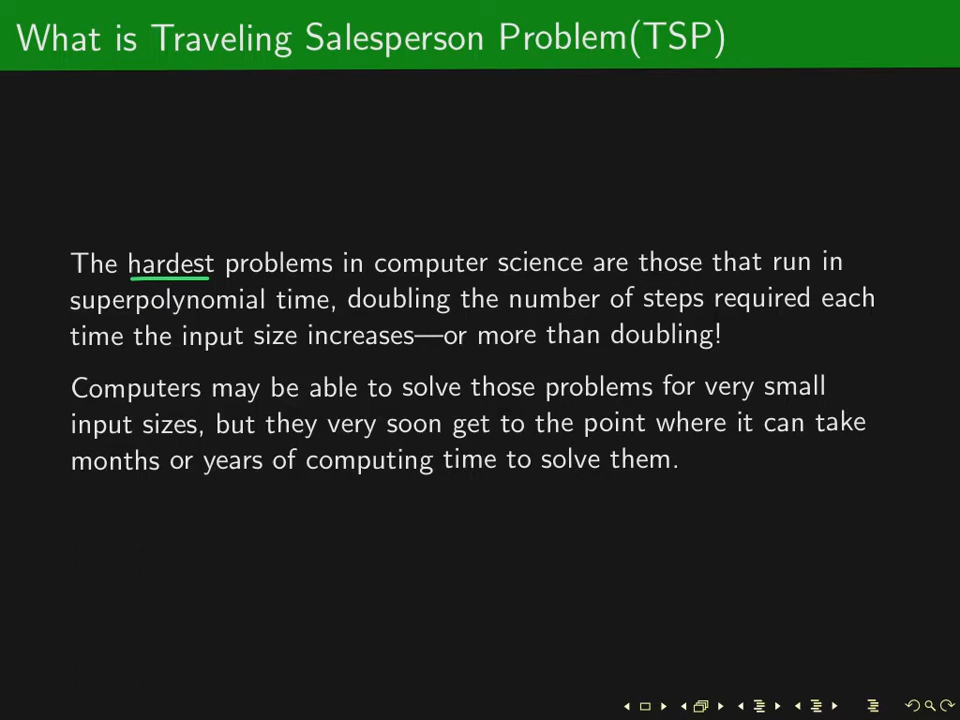 What is Traveling Salesperson Problem(TSP)
The hardest problems in computer science are those that run in
superpolynomial time, doubling the number of steps required each
time the input size increases—or more than doubling!
Computers may be able to solve those problems for very small
input sizes, but they very soon get to the point where it can take
months or years of computing time to solve them.